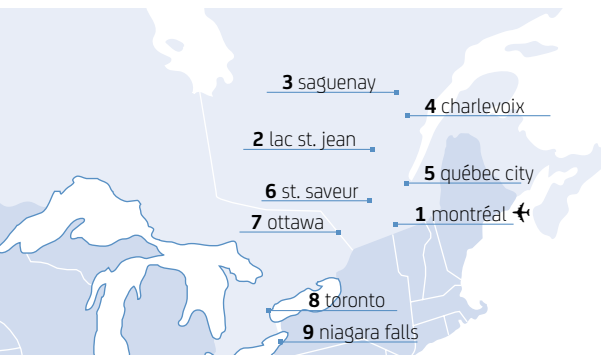 3 saguenay
4 charlevoix
2 lac st. jean
5 québec city
6 st. saveur
1 montréal
7 ottawa
8 toronto
9 niagara falls